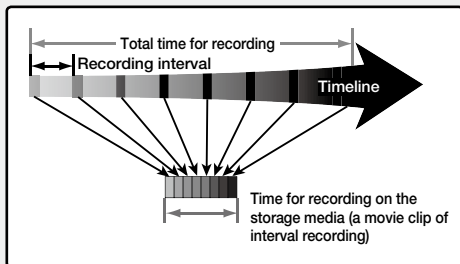 Total time for recording
Recording interval
Timeline
Time for recording on the
storage media (a movie clip of
interval recording)